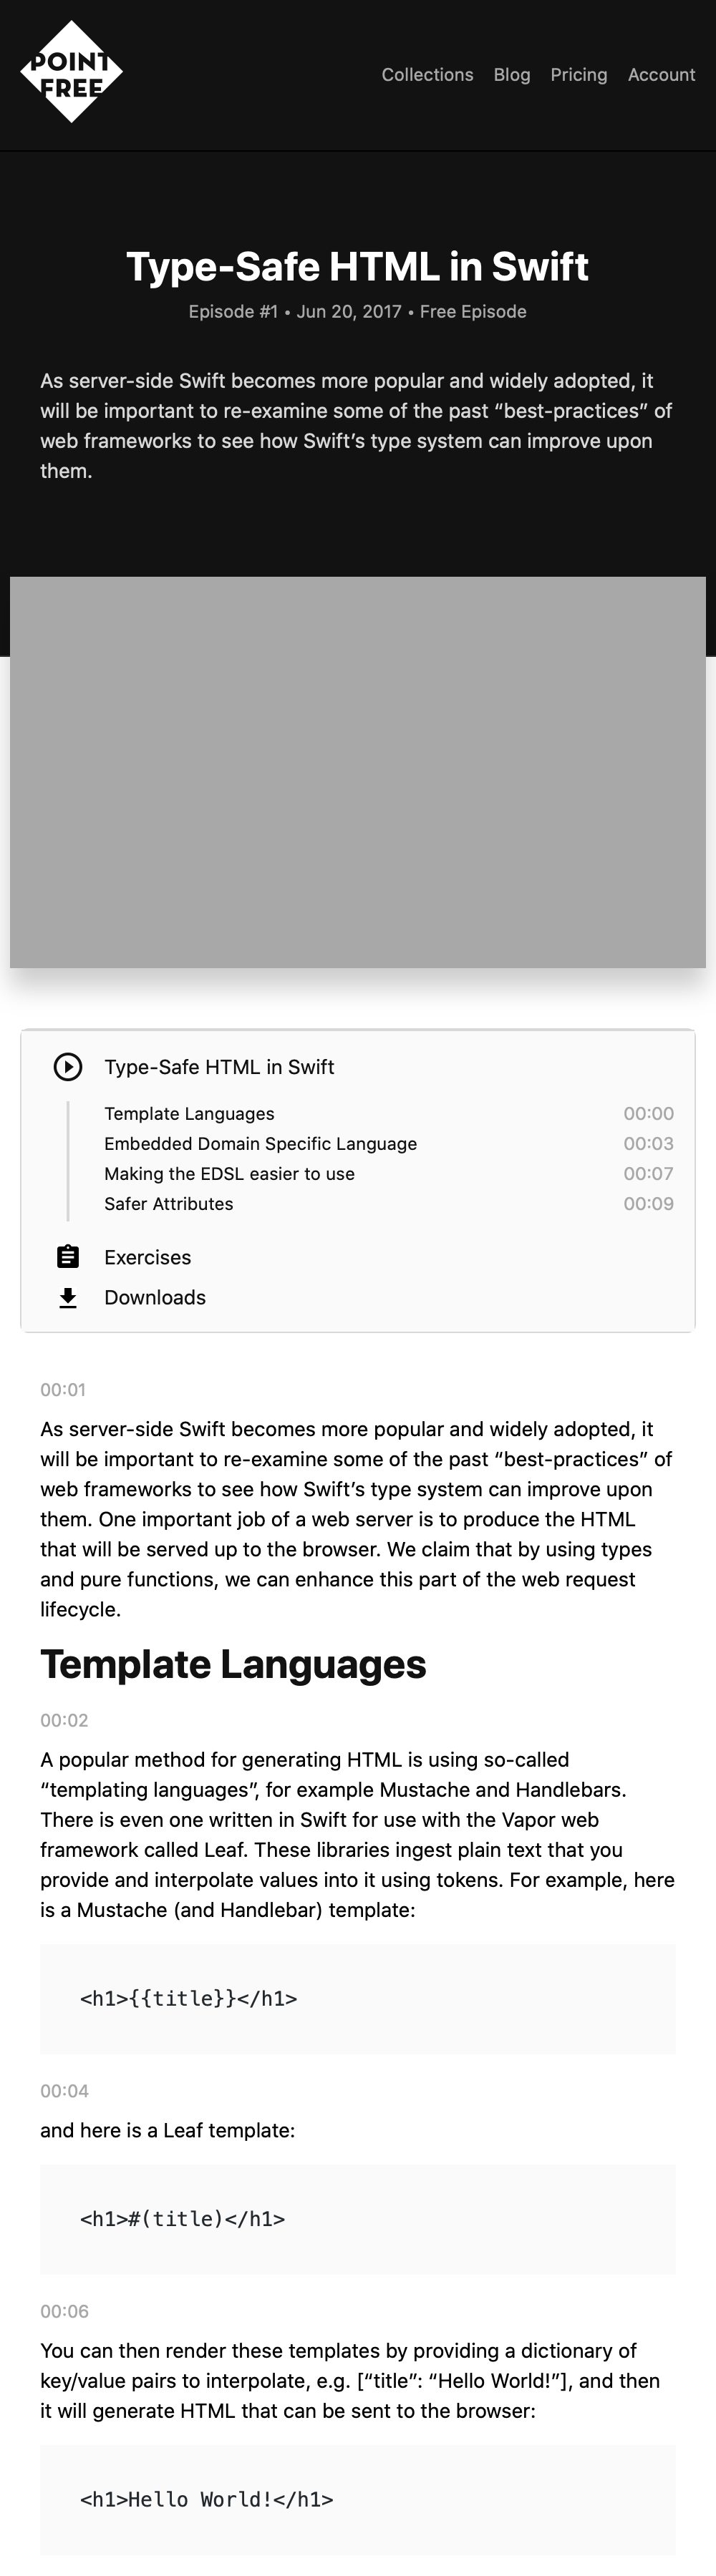 POINT
FREE
Collections Blog Pricing Account
Type-Safe HTML in Swift
Episode #1 • Jun 20, 2017 • Free Episode
As server-side Swift becomes more popular and widely adopted, it
will be important to re-examine some of the past “best-practices” of
web frameworks to see how Swift’s type system can improve upon
them.
Type-Safe HTML in Swift
Template Languages 00:00
Embedded Domain Specific Language 00:03
Making the EDSL easier to use 00:07
Safer Attributes 00:09
Exercises
Downloads
00:01
As server-side Swift becomes more popular and widely adopted, it
will be important to re-examine some of the past “best-practices” of
web frameworks to see how Swift’s type system can improve upon
them. One important job of a web server is to produce the HTML
that will be served up to the browser. We claim that by using types
and pure functions, we can enhance this part of the web request
lifecycle.
Template Languages
00:02
A popular method for generating HTML is using so-called
“templating languages”, for example Mustache and Handlebars.
There is even one written in Swift for use with the Vapor web
framework called Leaf. These libraries ingest plain text that you
provide and interpolate values into it using tokens. For example, here
is a Mustache (and Handlebar) template:
<h1>{{title}}</h1>
00:04
and here is a Leaf template:
<h1>#(title)</h1>
00:06
You can then render these templates by providing a dictionary of
key/value pairs to interpolate, e.g. [“title”: “Hello World!”], and then
it will generate HTML that can be sent to the browser:
<h1>Hello World!</h1>